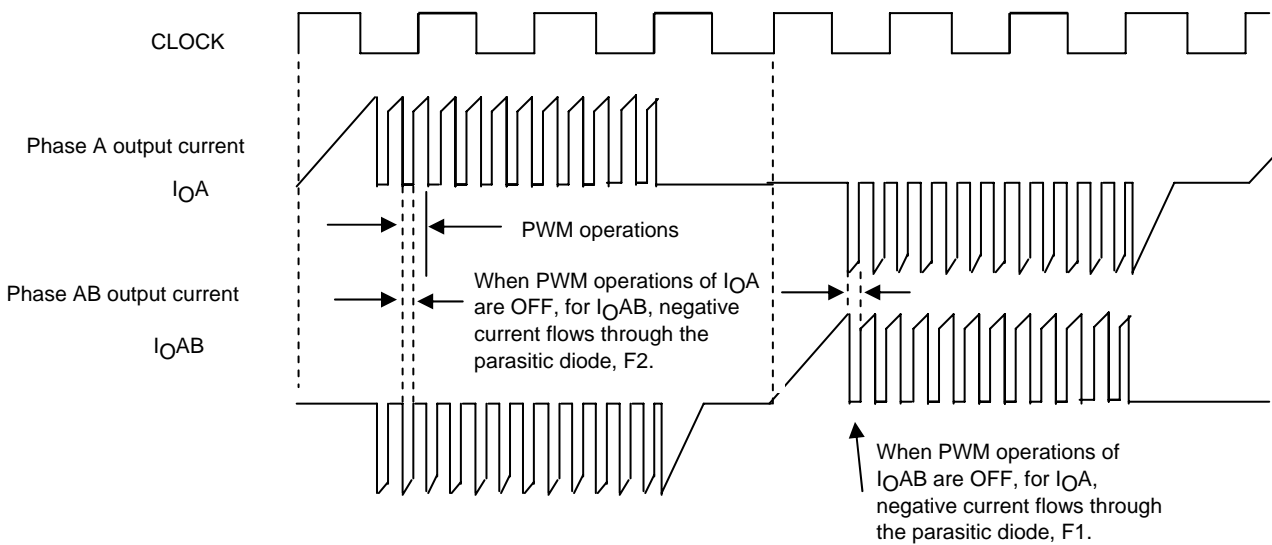 CLOCK
Phase A output current
IOA
PWM operations
When PWM operations of IOA
are OFF, for IOAB, negative
current flows through the
parasitic diode, F2.
Phase AB output current
IOAB
When PWM operations of
IOAB are OFF, for IOA,
negative current flows through
the parasitic diode, F1.